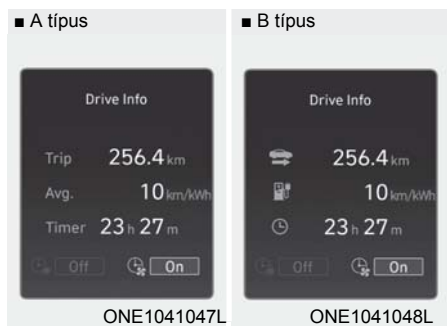 ■ A típus
Drive Info
Trip 256.4 km
Avg. 10 km/kWh
Timer 23 h 27 m
Off On
ONE1041047L
■ B típus
Drive Info
256.4 km
10 km/kWh
23 h 27 m
Off On
ONE1041048L